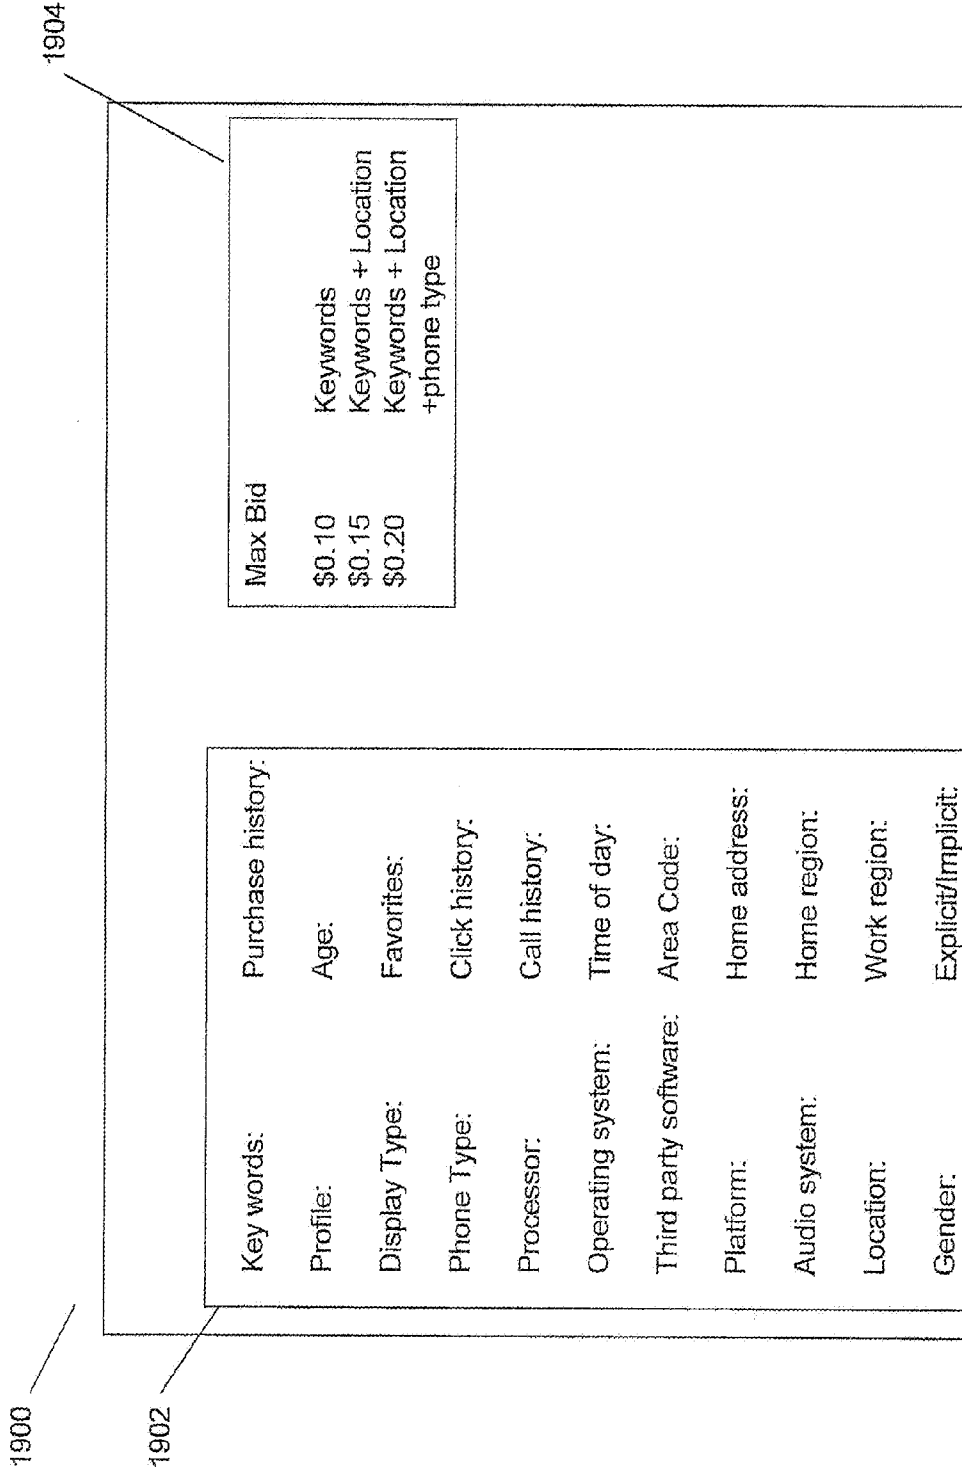 1900
1902
Key words:
Purchase history:
Profile:
Age:
Display Type:
Favorites:
Phone Type:
Click history:
Processor:
Call history:
Operating system:
Time of day:
Third party software:
Area Code:
Platform:
Home address:
Audio system:
Home region:
Location:
Work region:
Gender:
Explicit/Implicit:
1904
Max Bid
$0.10 Keywords
$0.15 Keywords + Location
$0.20 Keywords + Location
+phone type